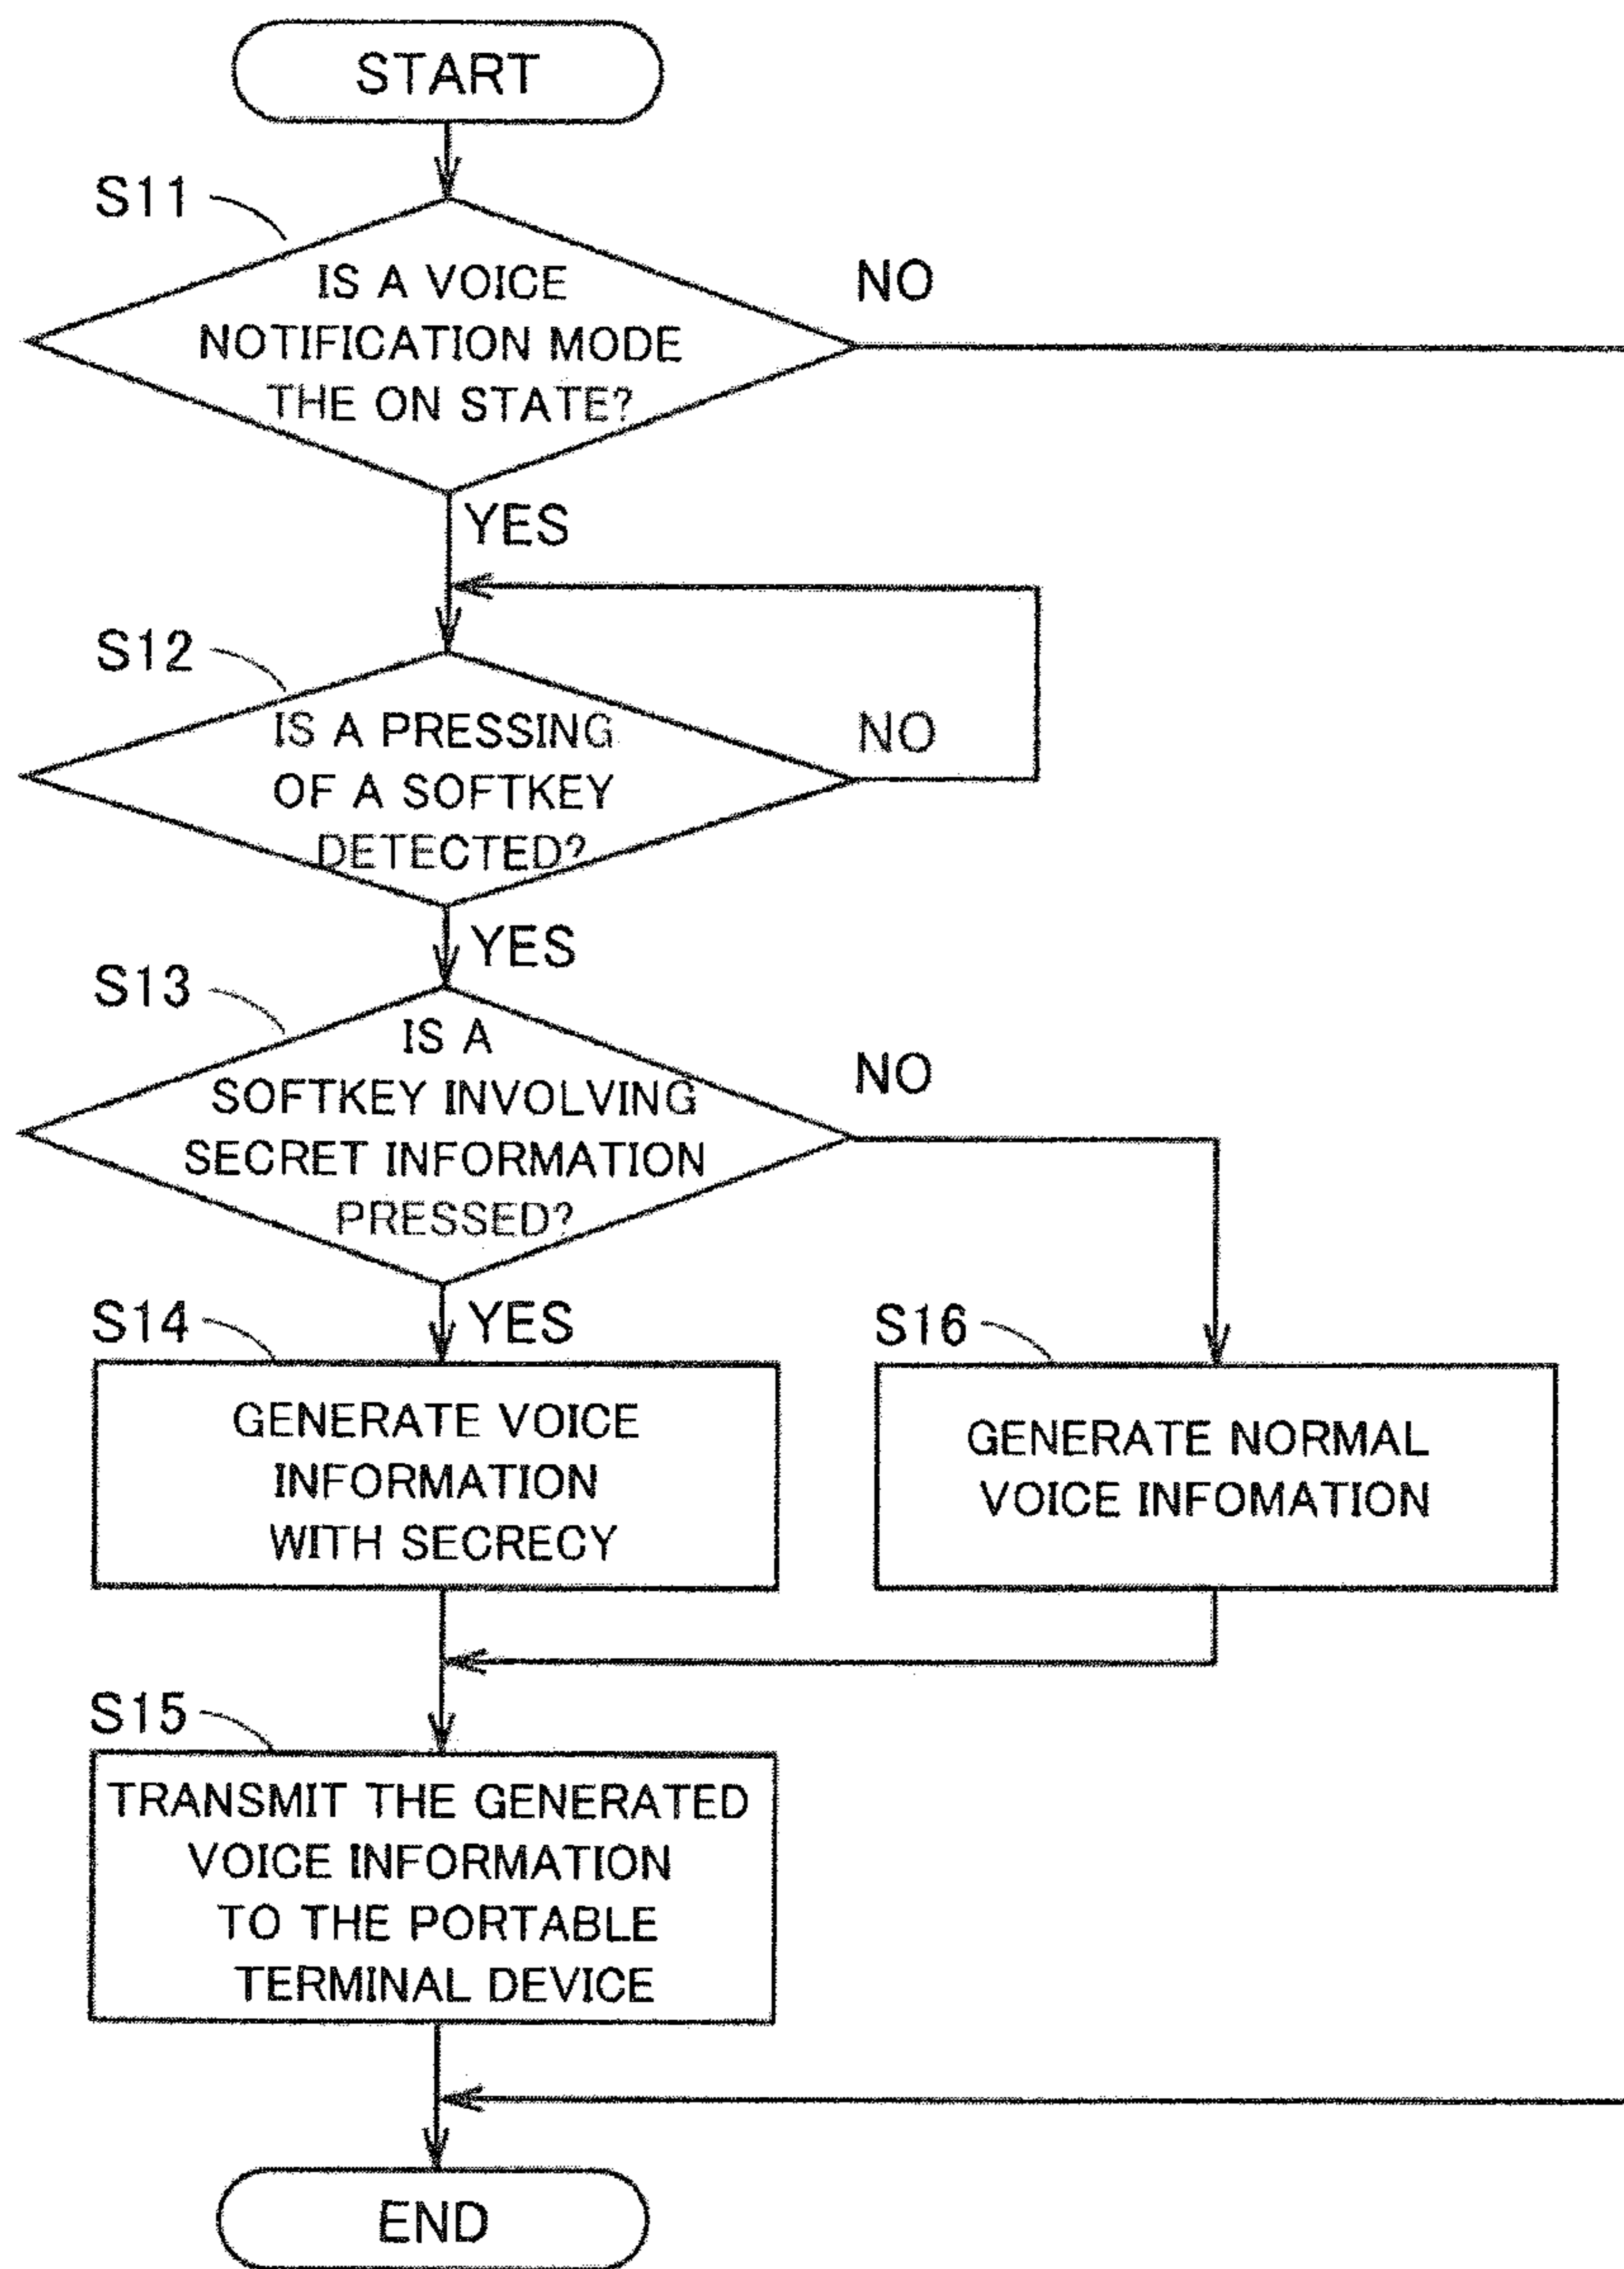 START
S11
IS A VOICE
NOTIFICATION MODE
THE ON STATE?
NO
YES
S12
IS A PRESSING
OF A SOFTKEY
DETECTED?
NO
YES
S13
IS A
SOFTKEY INVOLVING
SECRET INFORMATION
PRESSED?
NO
YES
S14
GENERATE VOICE
INFORMATION
WITH SECRECY
S16
GENERATE NORMAL
VOICE INFOMATION
S15
TRANSMIT THE GENERATED
VOICE INFORMATION
TO THE PORTABLE
TERMINAL DEVICE
END